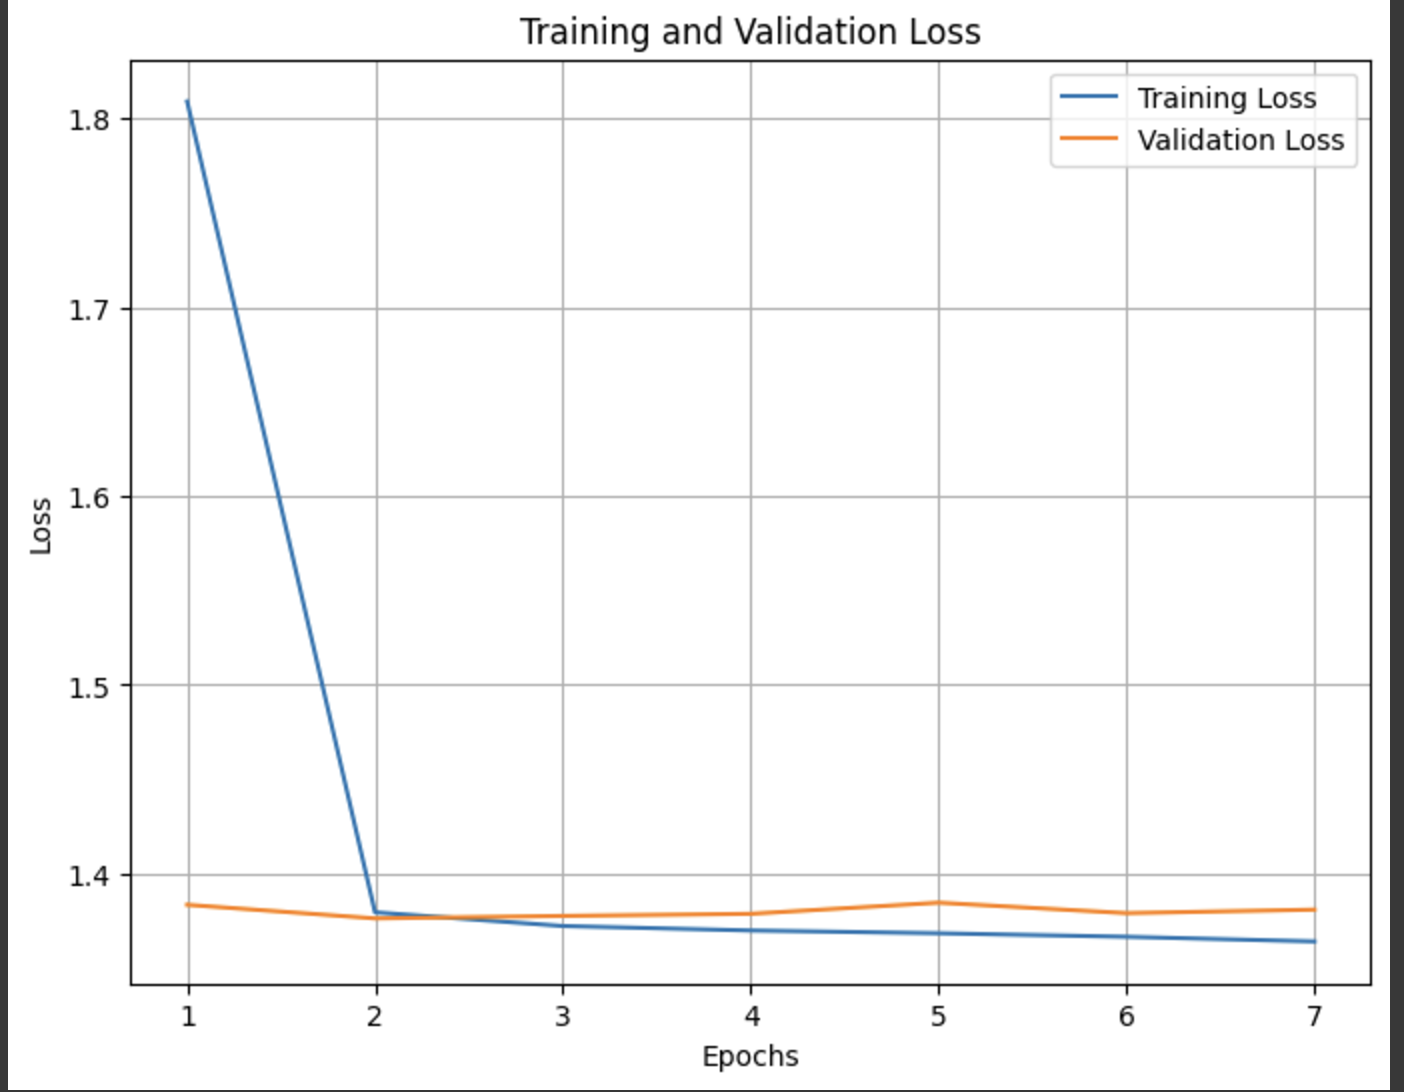 Training and Validation Loss
Training Loss
Validation Loss
1.8
1.7
1.6
1.5
1.4
Loss
1 2 3 4 5 6 7
Epochs